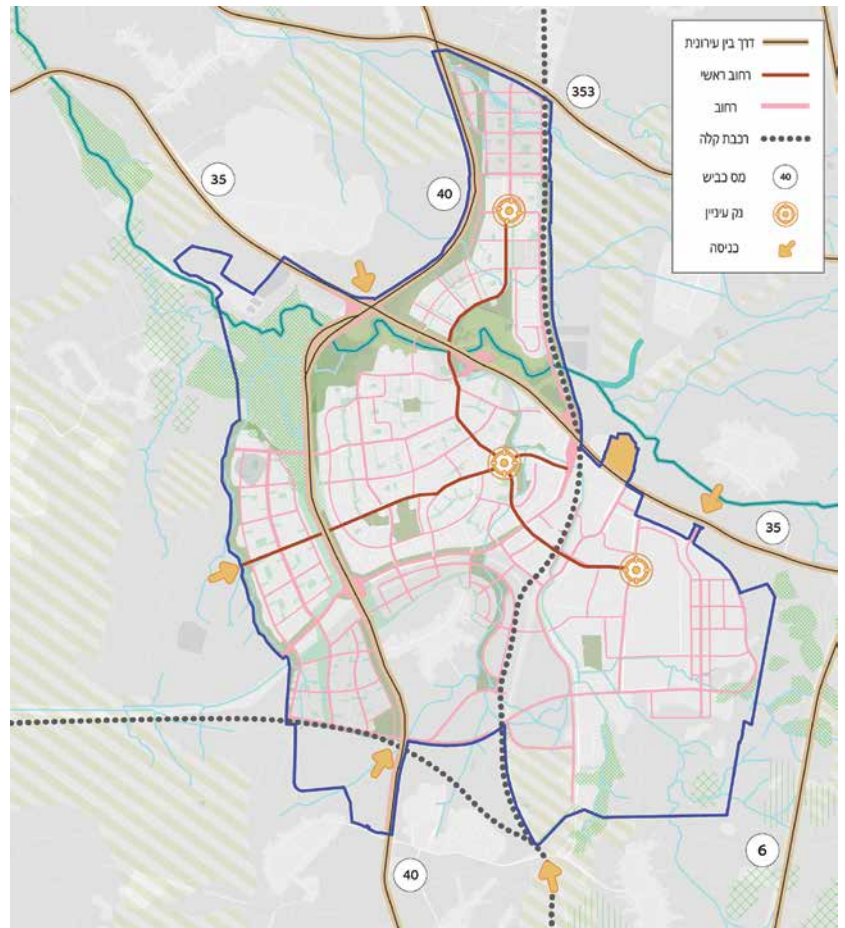 דרך בין עירונית
רחוב ראשי
רחוב
רכבת קלה
מס כביש
40
נק עיניין
כניסה
353
35
40
35
40
6